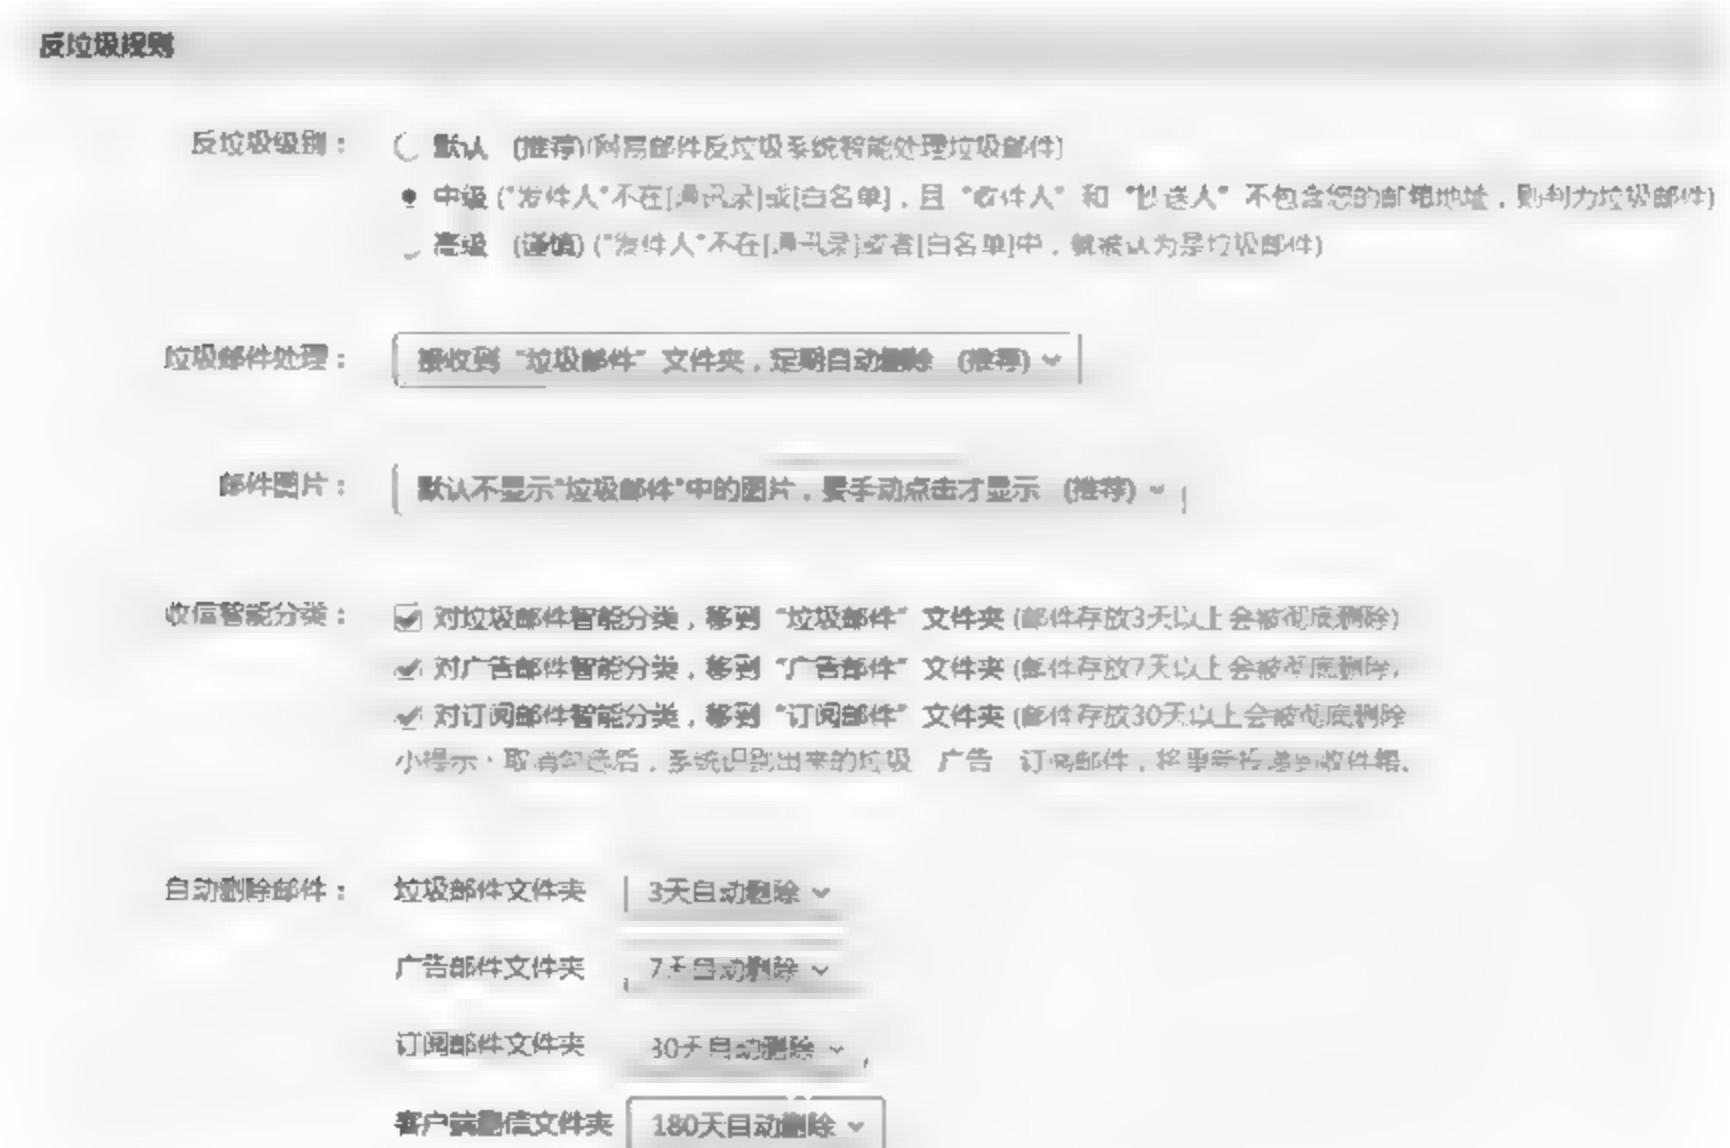 反垃圾规则
反垃圾级别：
默认 (推荐)(网易邮件反垃圾系统智能处理垃圾邮件)
中级 ("发件人"不在[通讯录]或[白名单]，且 "收件人" 和 "抄送人" 不包含您的邮箱地址，则判为垃圾邮件)
高级 (谨慎) ("发件人"不在[通讯录]或者[白名单]中，就被认为是垃圾邮件)
垃圾邮件处理： 接收到 "垃圾邮件" 文件夹，定期自动删除 (推荐)
邮件图片： 默认不显示"垃圾邮件"中的图片，要手动点击才显示 (推荐)
收信智能分类： 对垃圾邮件智能分类，移到 "垃圾邮件" 文件夹 (邮件存放3天以上会被彻底删除)
对广告邮件智能分类，移到 "广告邮件" 文件夹 (邮件存放7天以上会被彻底删除)
对订阅邮件智能分类，移到 "订阅邮件" 文件夹 (邮件存放30天以上会被彻底删除
小提示：取消勾选后，系统识别出来的垃圾 广告 订阅邮件，将重新投递到收件箱。
自动删除邮件： 垃圾邮件文件夹 3天自动删除
广告邮件文件夹 7天自动删除
订阅邮件文件夹 30天自动删除
客户端删信文件夹 180天自动删除